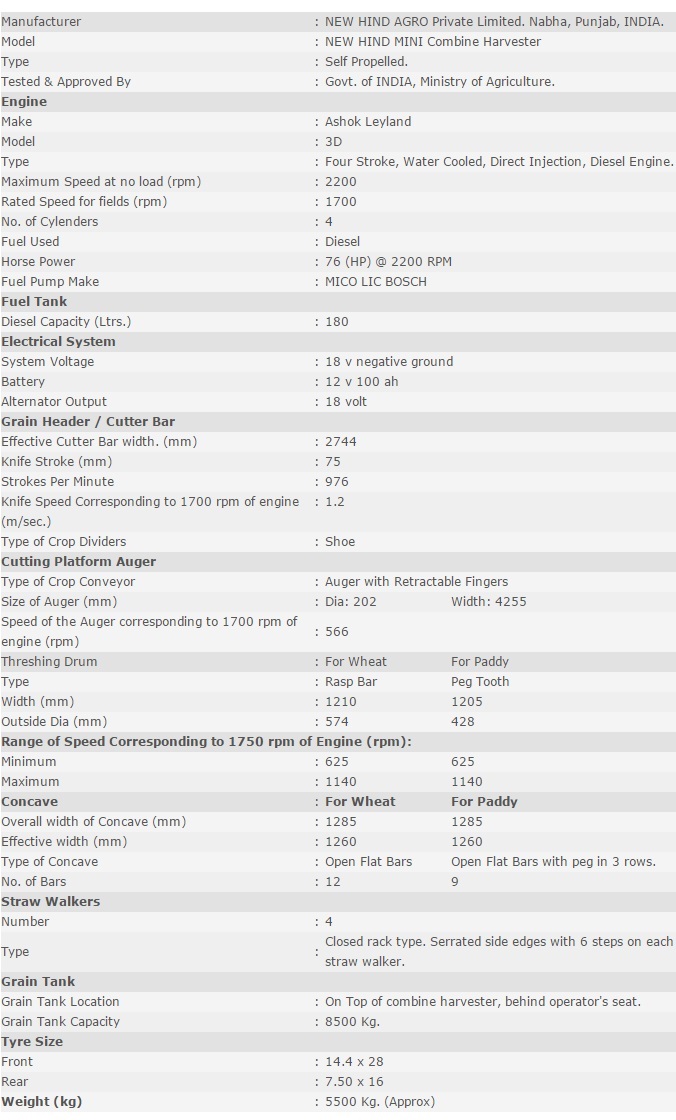 Manufacturer : NEW HIND AGRO Private Limited. Nabha, Punjab, INDIA.
Model : NEW HIND MINI Combine Harvester
Type : Self Propelled.
Tested & Approved By : Govt. of INDIA, Ministry of Agriculture.
Engine
Make : Ashok Leyland
Model : 3D
Type : Four Stroke, Water Cooled, Direct Injection, Diesel Engine.
Maximum Speed at no load (rpm) : 2200
Rated Speed for fields (rpm) : 1700
No. of Cylenders : 4
Fuel Used : Diesel
Horse Power : 76 (HP) @ 2200 RPM
Fuel Pump Make : MICO LIC BOSCH
Fuel Tank
Diesel Capacity (Ltrs.) : 180
Electrical System
System Voltage : 18 v negative ground
Battery : 12 v 100 ah
Alternator Output : 18 volt
Grain Header / Cutter Bar
Effective Cutter Bar width. (mm) : 2744
Knife Stroke (mm) : 75
Strokes Per Minute : 976
Knife Speed Corresponding to 1700 rpm of engine : 1.2
(m/sec.)
Type of Crop Dividers : Shoe
Cutting Platform Auger
Type of Crop Conveyor : Auger with Retractable Fingers
Size of Auger (mm) : Dia: 202 Width: 4255
Speed of the Auger corresponding to 1700 rpm of
engine (rpm) : 566
Threshing Drum : For Wheat For Paddy
Type : Rasp Bar Peg Tooth
Width (mm) : 1210 1205
Outside Dia (mm) : 574 428
Range of Speed Corresponding to 1750 rpm of Engine (rpm):
Minimum : 625 625
Maximum : 1140 1140
Concave : For Wheat For Paddy
Overall width of Concave (mm) : 1285 1285
Effective width (mm) : 1260 1260
Type of Concave : Open Flat Bars Open Flat Bars with peg in 3 rows.
No. of Bars : 12 9
Straw Walkers
Number : 4
Type : Closed rack type. Serrated side edges with 6 steps on each
straw walker.
Grain Tank
Grain Tank Location : On Top of combine harvester, behind operator's seat.
Grain Tank Capacity : 8500 Kg.
Tyre Size
Front : 14.4 x 28
Rear : 7.50 x 16
Weight (kg) : 5500 Kg. (Approx)